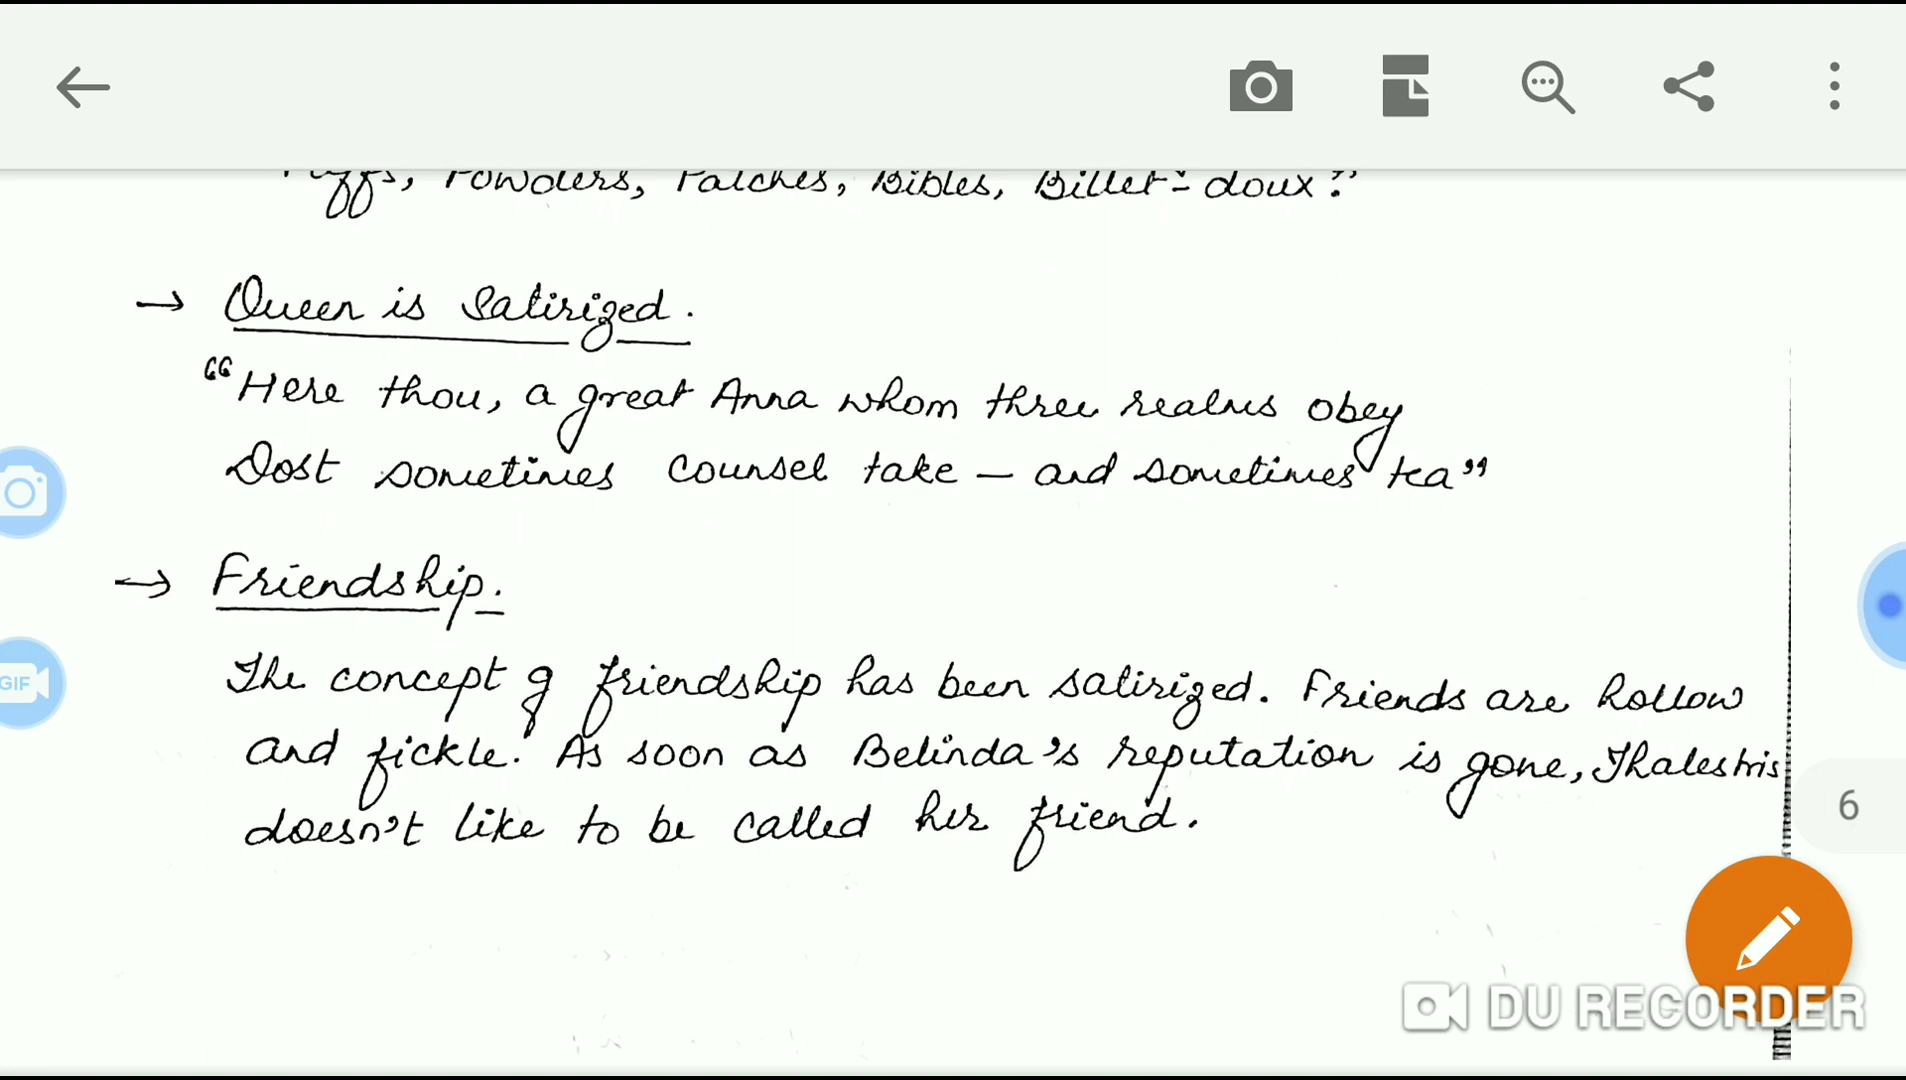 Puffs, Powders, Patches, Bibles, Billet-doux."
→ Queen is Satirized.
"Here thou, a great Anna whom three realms obey
Dost sometimes counsel take – and sometimes tea"
→ Friendship.
The concept of friendship has been satirized. Friends are hollow
and fickle. As soon as Belinda's reputation is gone, Thalestris
doesn't like to be called her friend.
GIF
6
DU RECORDER